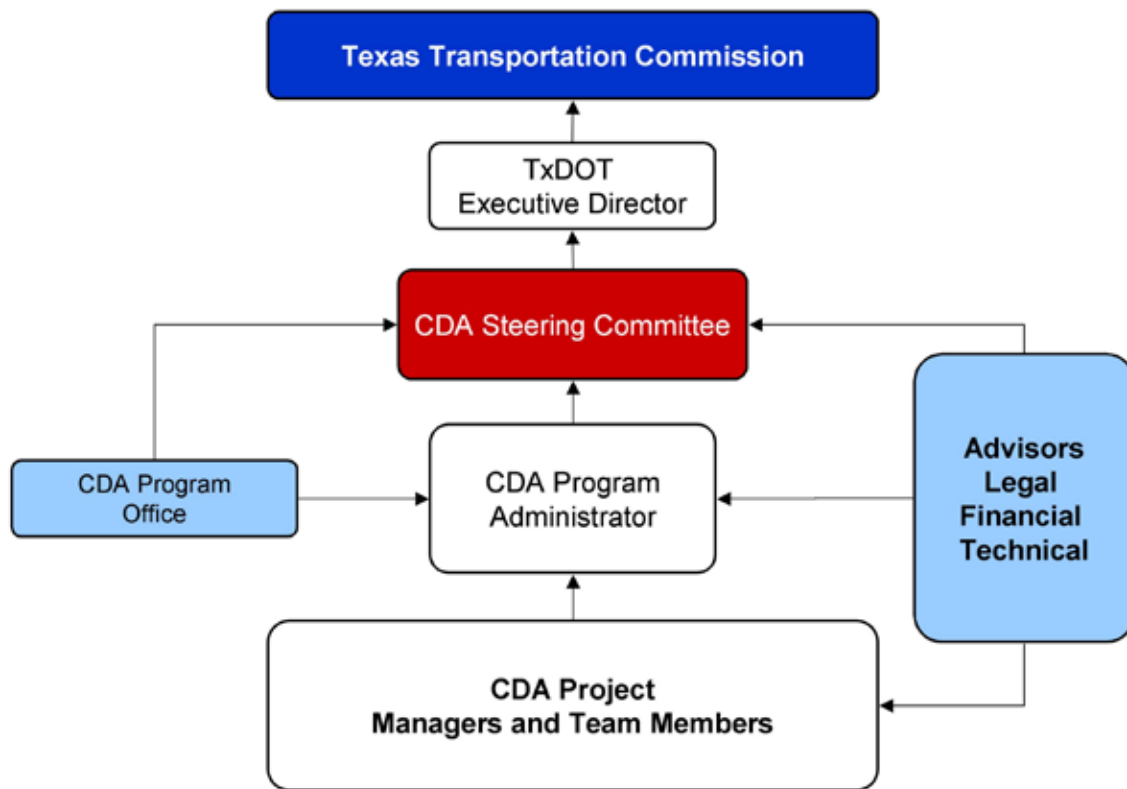 Texas Transportation Commission
TxDOT
Executive Director
CDA Steering Committee
CDA Program
Office
CDA Program
Administrator
Advisors
Legal
Financial
Technical
CDA Project
Managers and Team Members